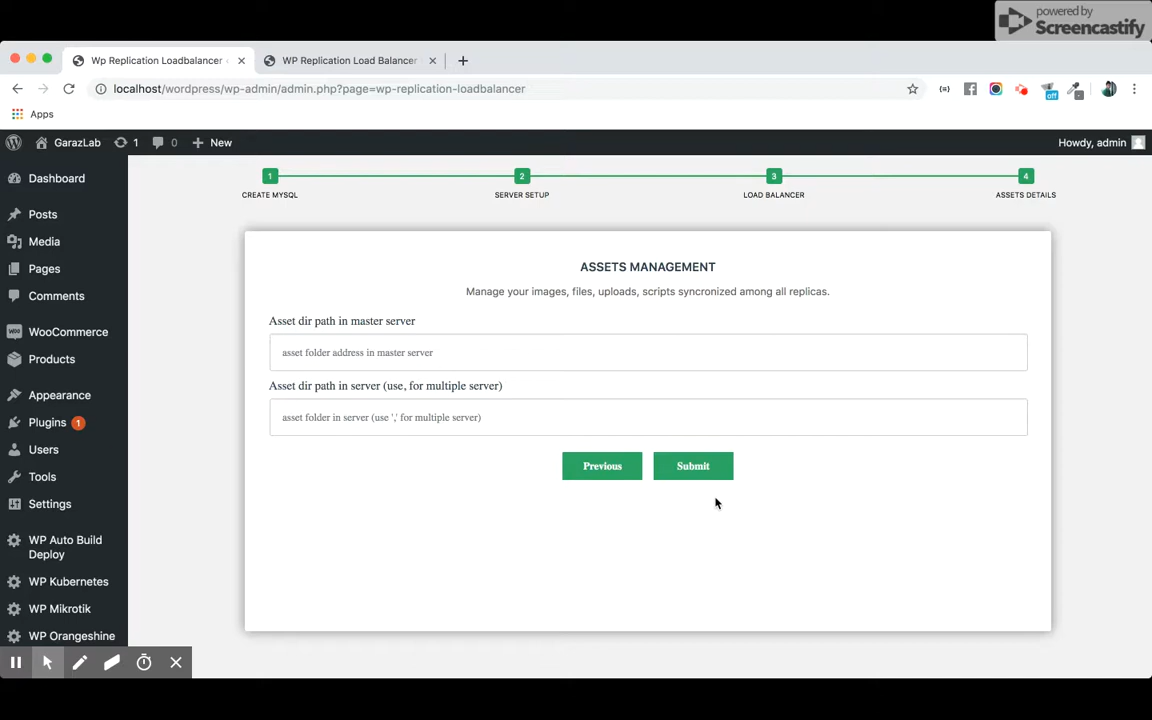 powered by
Screencastify
Wp Replication Loadbalancer
WP Replication Load Balancer
localhost/wordpress/wp-admin/admin.php?page=wp-replication-loadbalancer
Apps
GarazLab
1
0
New
Howdy, admin
Dashboard
Posts
Media
Pages
Comments
WooCommerce
Products
Appearance
Plugins 1
Users
Tools
Settings
WP Auto Build
Deploy
WP Kubernetes
WP Mikrotik
WP Orangeshine
1
2
3
4
CREATE MYSQL
SERVER SETUP
LOAD BALANCER
ASSETS DETAILS
ASSETS MANAGEMENT
Manage your images, files, uploads, scripts syncronized among all replicas.
Asset dir path in master server
asset folder address in master server
Asset dir path in server (use, for multiple server)
asset folder in server (use ',' for multiple server)
Previous
Submit